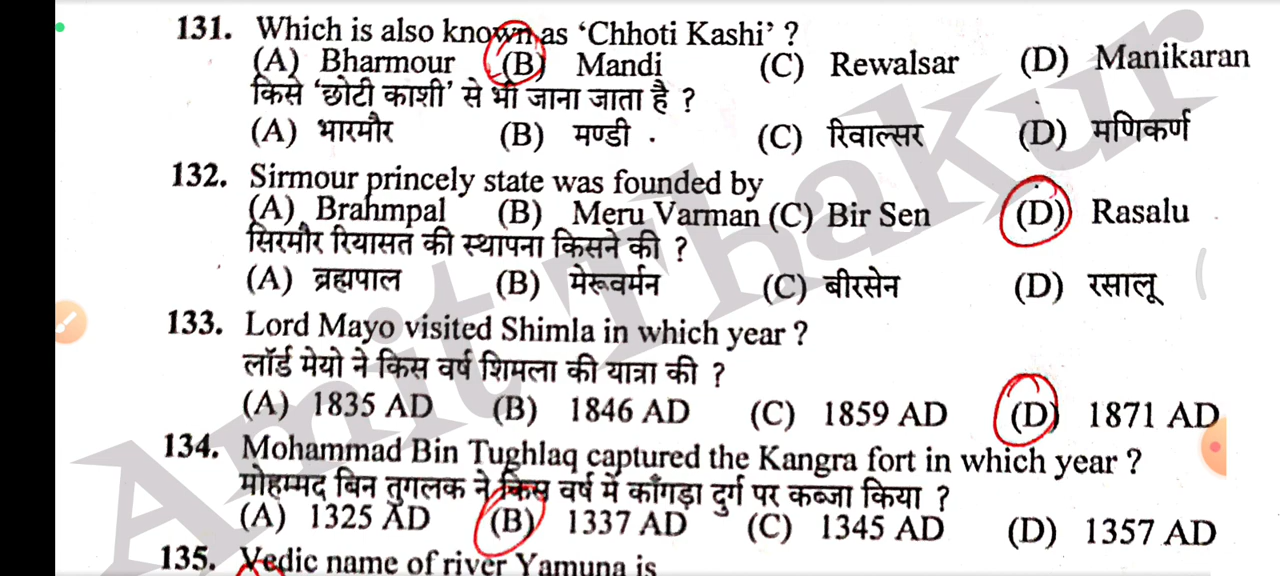 131. Which is also known as ‘Chhoti Kashi’ ?
(A) Bharmour (B) Mandi (C) Rewalsar (D) Manikaran
किसे ‘छोटी काशी’ से भी जाना जाता है ?
(A) भारमौर (B) मण्डी . (C) रिवाल्सर (D) मणिकर्ण
132. Sirmour princely state was founded by
(A) Brahmpal (B) Meru Varman (C) Bir Sen (D) Rasalu
सिरमौर रियासत की स्थापना किसने की ?
(A) ब्रह्मपाल (B) मेरूवर्मन (C) बीरसेन (D) रसालू
133. Lord Mayo visited Shimla in which year ?
लॉर्ड मेयो ने किस वर्ष शिमला की यात्रा की ?
(A) 1835 AD (B) 1846 AD (C) 1859 AD (D) 1871 AD
134. Mohammad Bin Tughlaq captured the Kangra fort in which year ?
मोहम्मद बिन तुगलक ने किस वर्ष में काँगड़ा दुर्ग पर कब्जा किया ?
(A) 1325 AD (B) 1337 AD (C) 1345 AD (D) 1357 AD
135. Vedic name of river Yamuna is
Amit Thakur